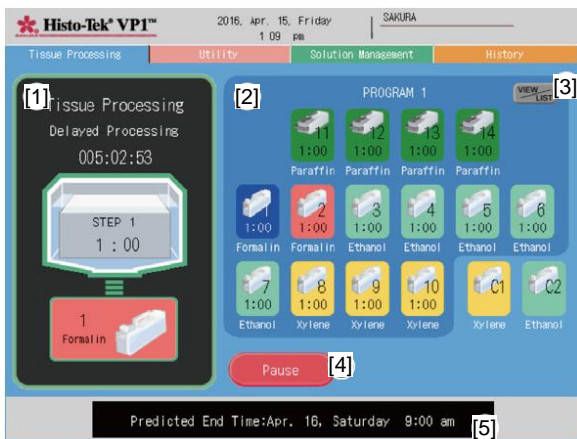 Histo-Tek® VP1™
2016, Apr. 15, Friday
1 09 pm
SAKURA
Tissue Processing
Utility
Solution Management
History
[1]
Tissue Processing
Delayed Processing
005:02:53
STEP 1
1 : 00
1
Formalin
[2]
PROGRAM 1
VIEW LIST
[3]
11 12 13 14
1:00 1:00 1:00 1:00
Paraffin Paraffin Paraffin Paraffin
1 2 3 4 5 6
1:00 1:00 1:00 1:00 1:00 1:00
Formalin Formalin Ethanol Ethanol Ethanol Ethanol
7 8 9 10 C1 C2
1:00 1:00 1:00 1:00
Ethanol Xylene Xylene Xylene Xylene Ethanol
Pause
[4]
Predicted End Time:Apr. 16, Saturday 9:00 am
[5]